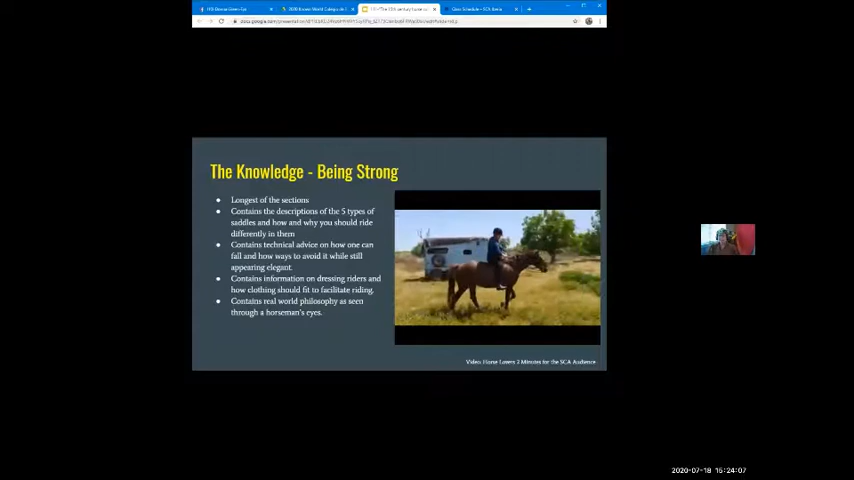 The Knowledge - Being Strong
● Longest of the sections
● Contains the descriptions of the 5 types of
saddles and how and why you should ride
differently in them
● Contains technical advice on how one can
fall and how ways to avoid it while still
appearing elegant.
● Contains information on dressing riders and
how clothing should fit to facilitate riding.
● Contains real world philosophy as seen
through a horseman's eyes.
Video: Horse Lovers 2 Minutes for the SCA Audience
2020-07-18 15:24:07